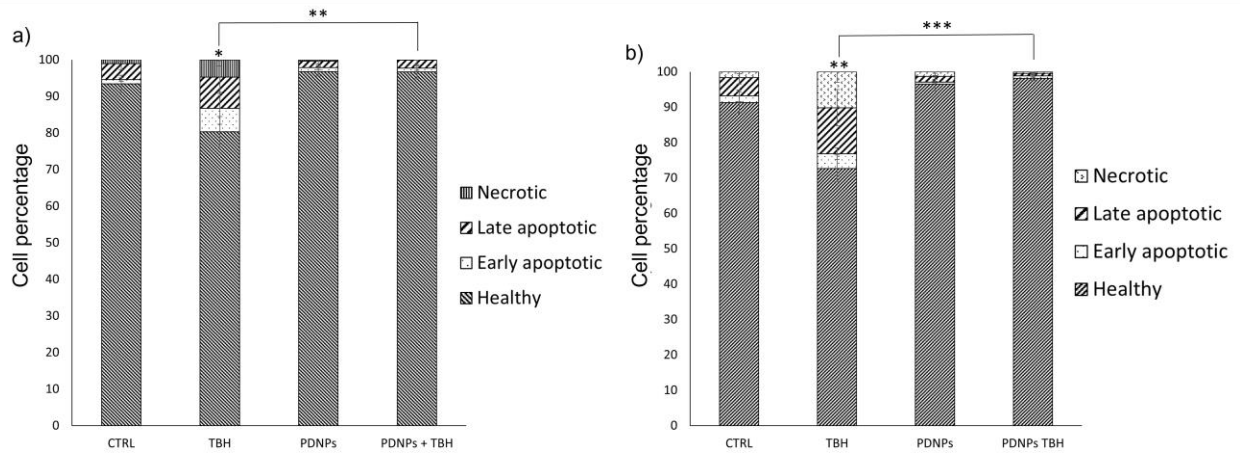 a)
**
*
Cell percentage
100
90
80
70
60
50
40
30
20
10
0
CTRL
TBH
PDNPs
PDNPs + TBH
Necrotic
Late apoptotic
Early apoptotic
Healthy
b)
***
**
Cell percentage
100
90
80
70
60
50
40
30
20
10
0
CTRL
TBH
PDNPs
PDNPs TBH
Necrotic
Late apoptotic
Early apoptotic
Healthy